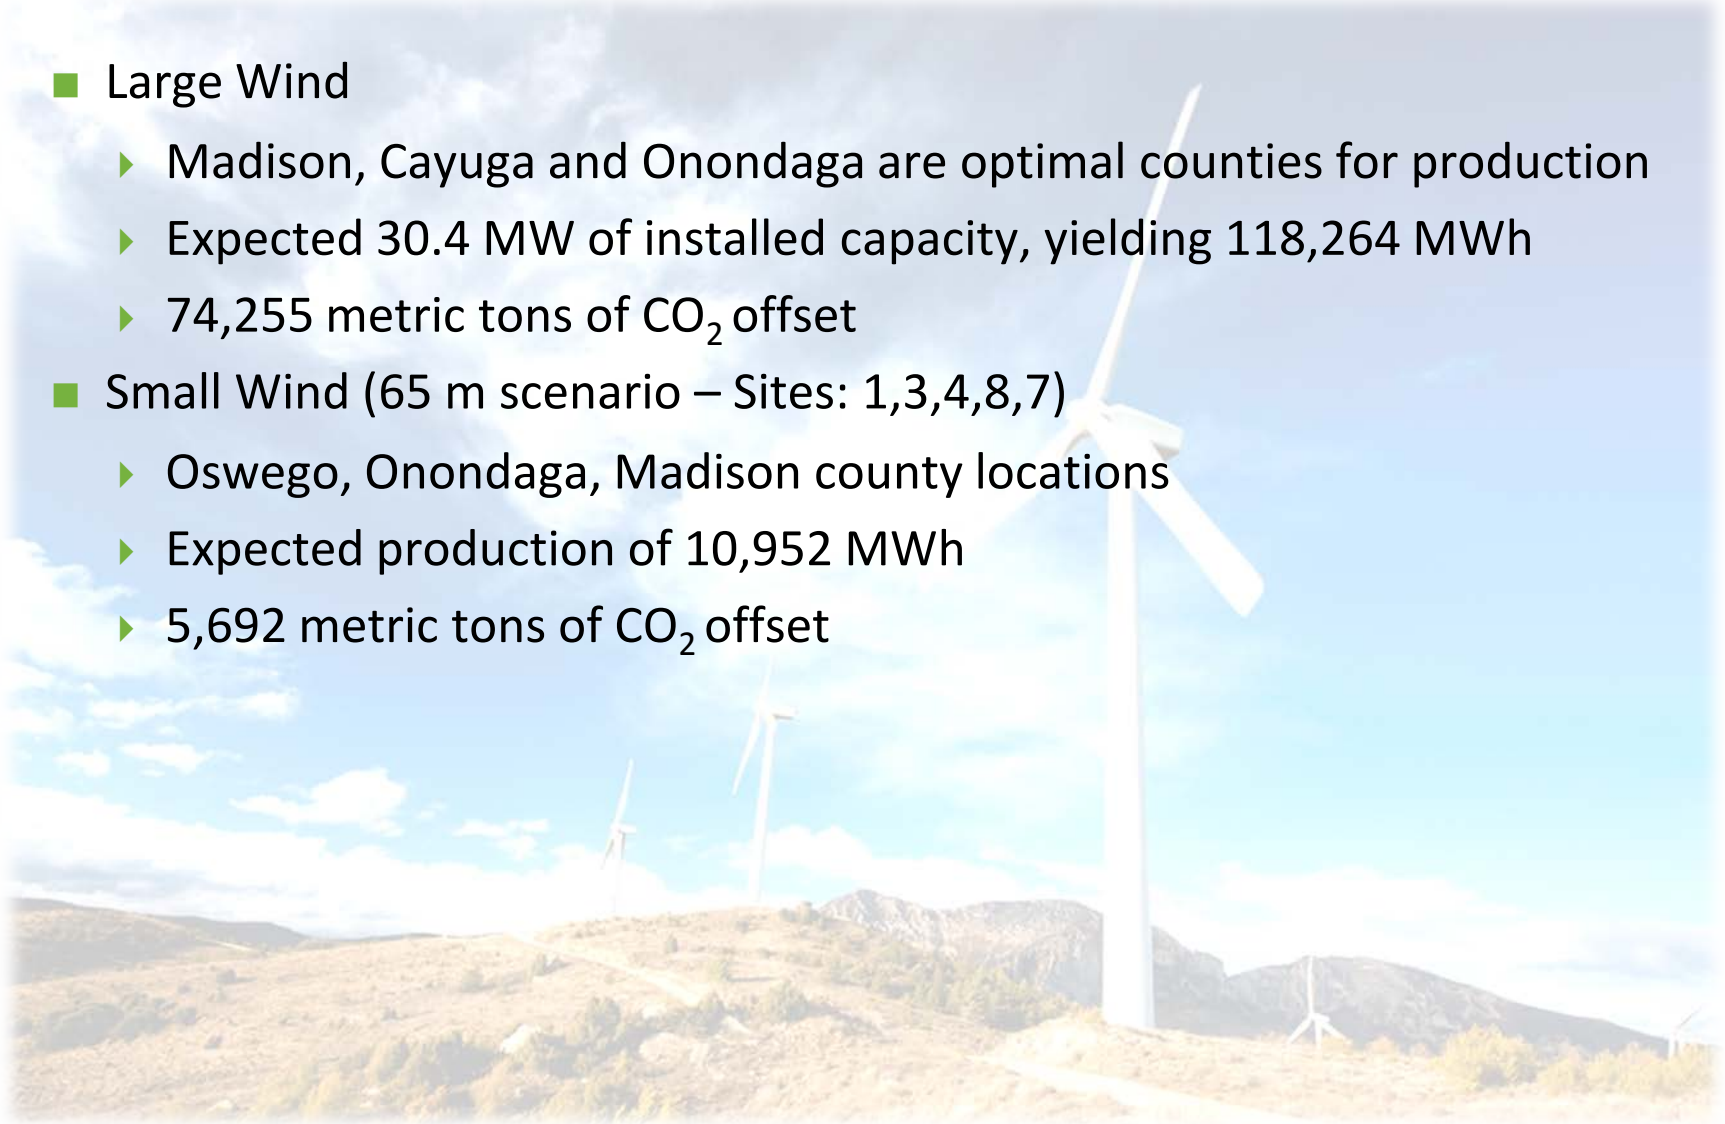 Large Wind
Madison, Cayuga and Onondaga are optimal counties for production
Expected 30.4 MW of installed capacity, yielding 118,264 MWh
74,255 metric tons of CO₂ offset
Small Wind (65 m scenario – Sites: 1,3,4,8,7)
Oswego, Onondaga, Madison county locations
Expected production of 10,952 MWh
5,692 metric tons of CO₂ offset